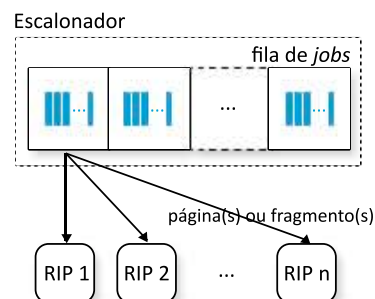 Escalonador
fila de jobs
...
...
...
...
página(s) ou fragmento(s)
RIP 1
RIP 2
...
RIP n